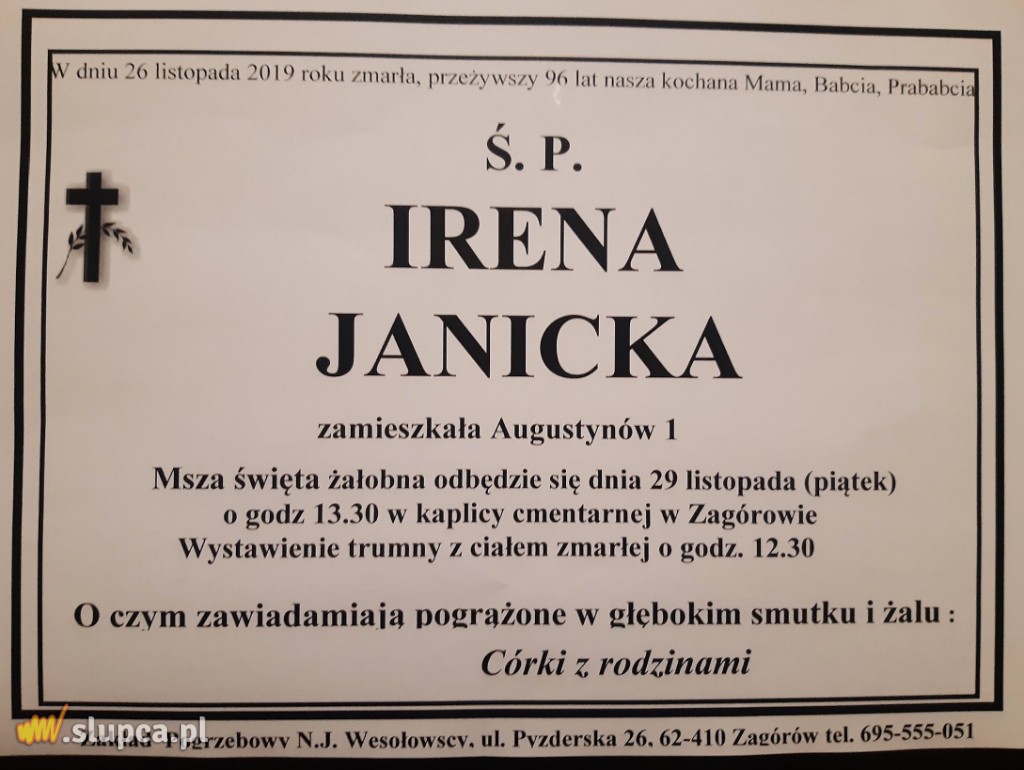 W dniu 26 listopada 2019 roku zmarła, przeżywszy 96 lat nasza kochana Mama, Babcia, Prababcia
Ś. P.
IRENA
JANICKA
zamieszkała Augustynów 1
Msza święta żałobna odbędzie się dnia 29 listopada (piątek)
o godz 13.30 w kaplicy cmentarnej w Zagórowie
Wystawienie trumny z ciałem zmarłej o godz. 12.30
O czym zawiadamiają pogrążone w głębokim smutku i żalu :
Córki z rodzinami
.slupca.pl
Zakład Pogrzebowy N.J. Wesołowscy, ul. Pyzderska 26, 62-410 Zagórów tel. 695-555-051